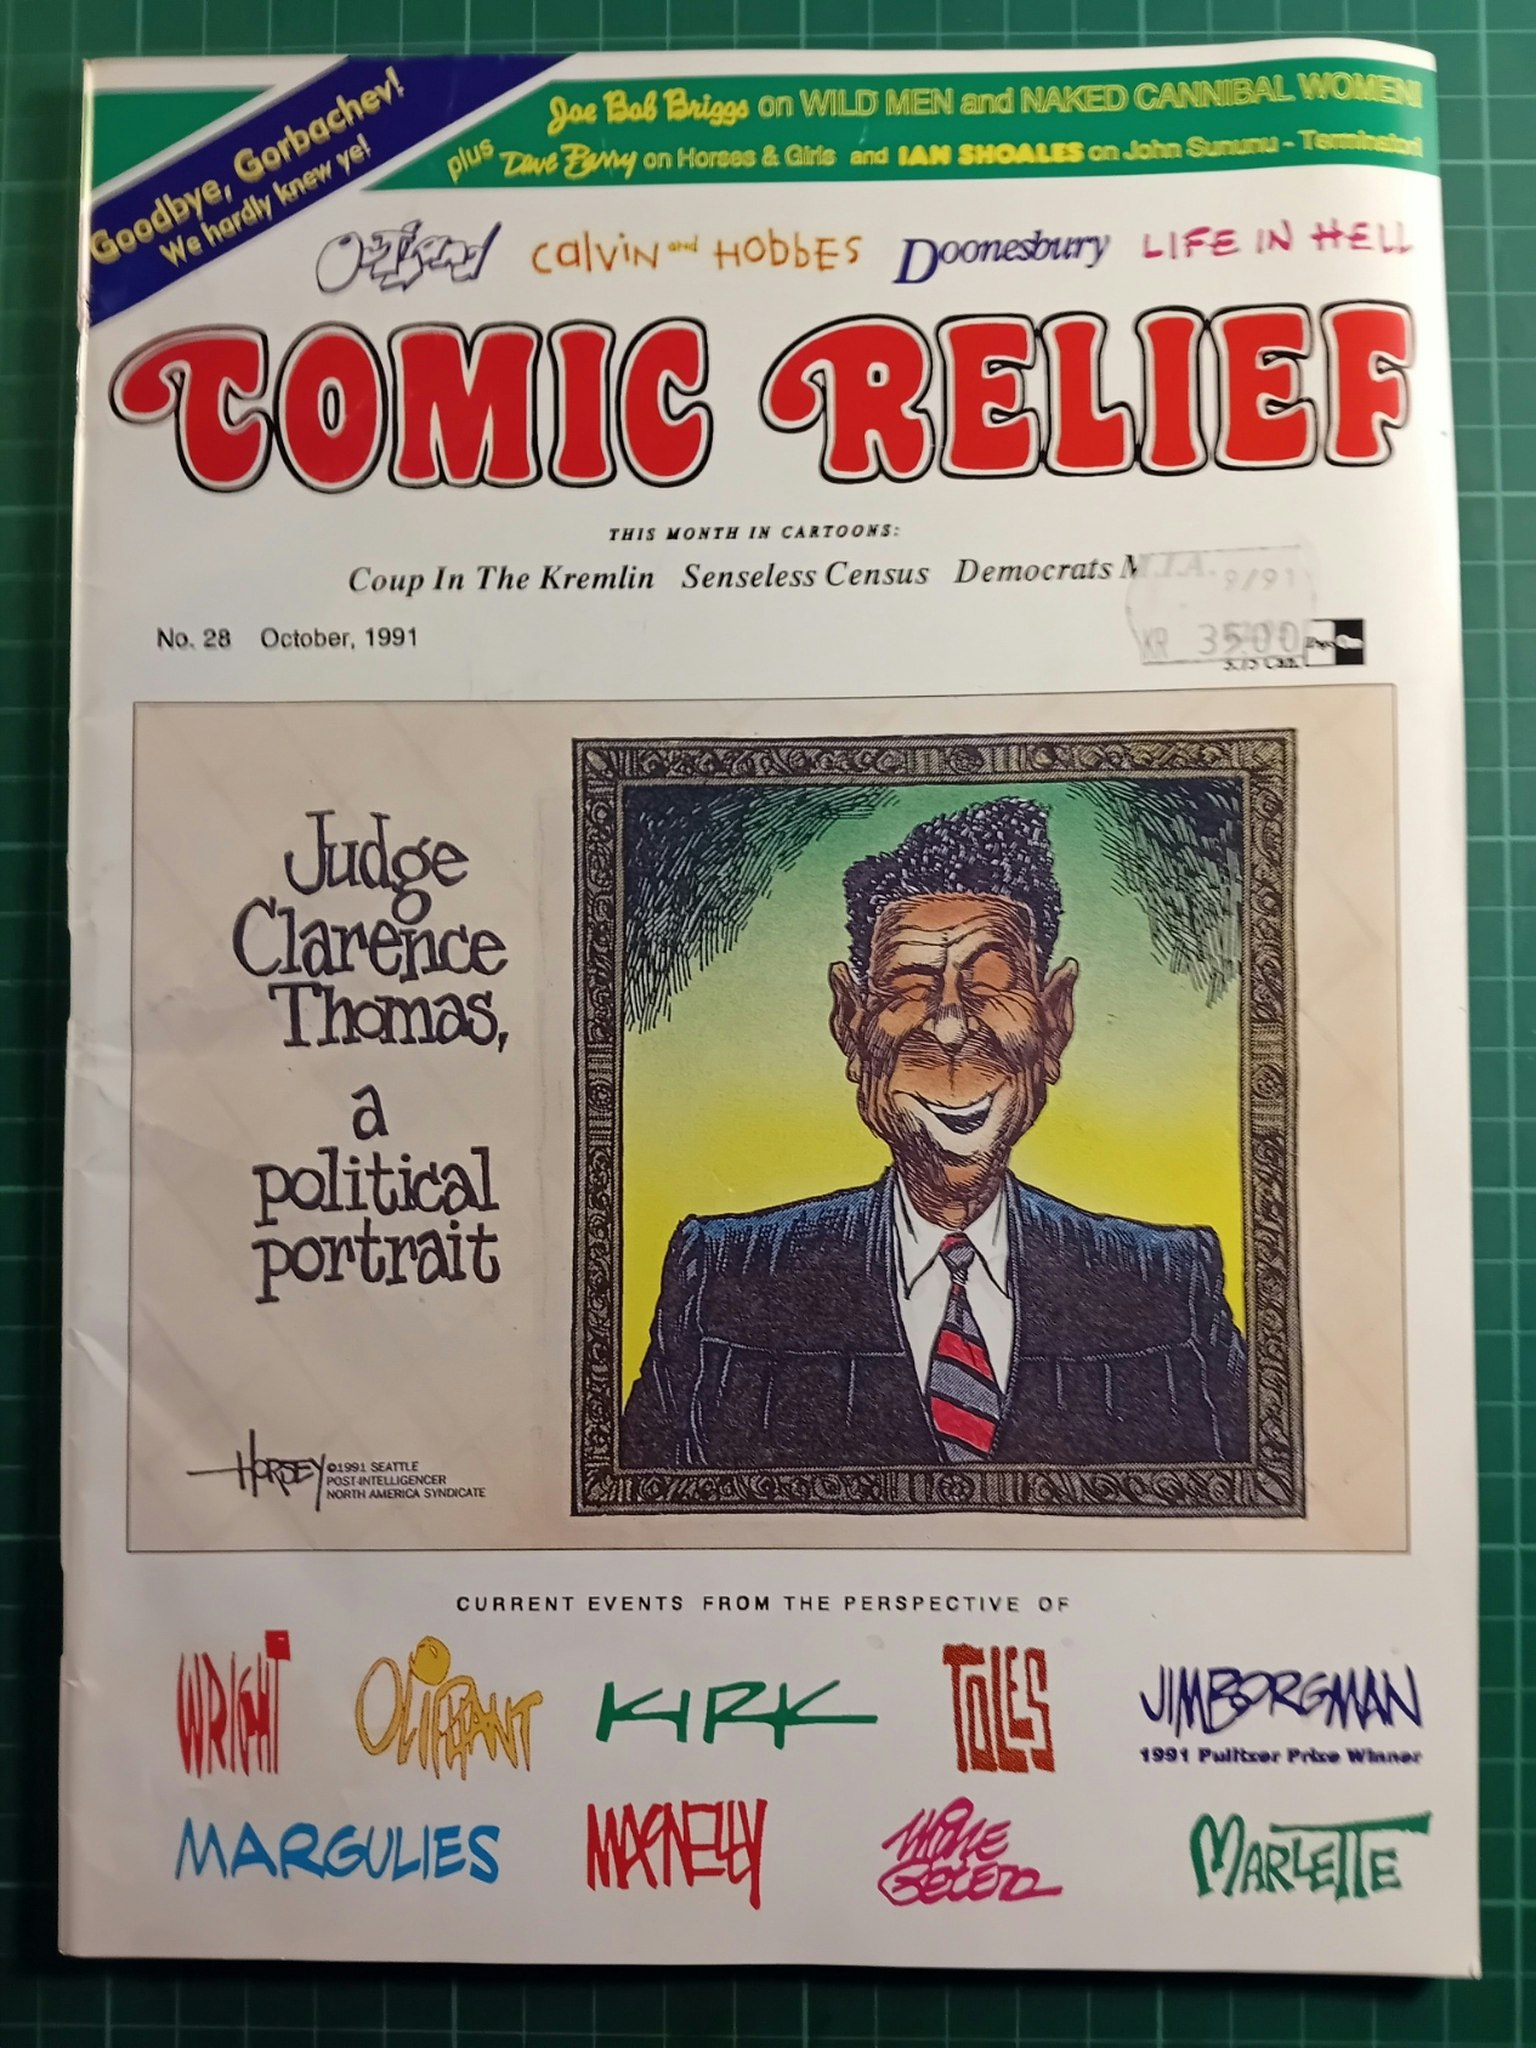 Goodbye, Gorbachev!
We hardly knew ye!
Joe Bob Briggs on WILD MEN and NAKED CANNIBAL WOMEN!
plus Dave Barry on Horses & Girls and IAN SHOALES on John Sununu - Terminator!
Outland Calvin and Hobbes Doonesbury LIFE IN HELL
COMIC RELIEF
THIS MONTH IN CARTOONS:
Coup In The Kremlin Senseless Census Democrats M.I.A.
9/91
No. 28 October, 1991
KR 3500
Can.
Judge
Clarence
Thomas,
a
political
portrait
HORSEY ©1991 SEATTLE
POST-INTELLIGENCER
NORTH AMERICA SYNDICATE
CURRENT EVENTS FROM THE PERSPECTIVE OF
WRIGHT OLIPHANT KIRK TOLES JIM BORGMAN
1991 Pulitzer Prize Winner
MARGULIES MACNELLY MIKE PETERS MARLETTE